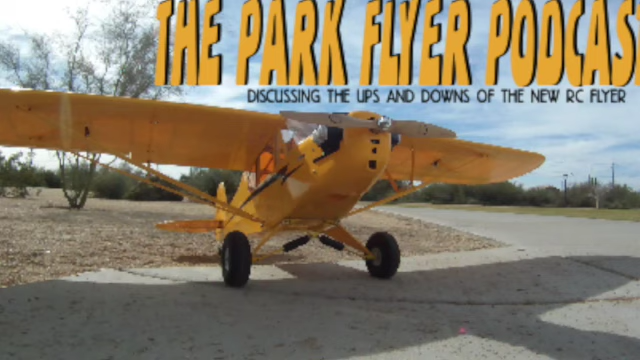 THE PARK FLYER PODCAS
DISCUSSING THE UPS AND DOWNS OF THE NEW RC FLYER